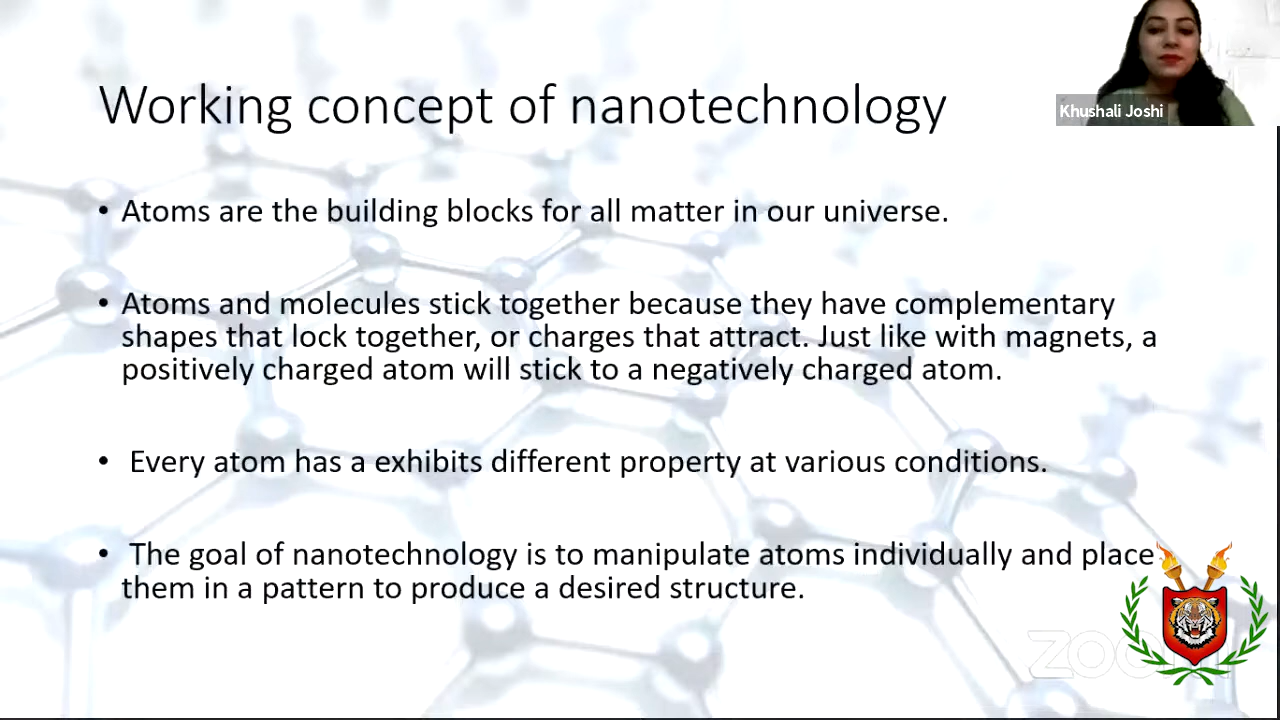 Working concept of nanotechnology
Khushali Joshi
• Atoms are the building blocks for all matter in our universe.
• Atoms and molecules stick together because they have complementary
shapes that lock together, or charges that attract. Just like with magnets, a
positively charged atom will stick to a negatively charged atom.
• Every atom has a exhibits different property at various conditions.
• The goal of nanotechnology is to manipulate atoms individually and place
them in a pattern to produce a desired structure.
zoom